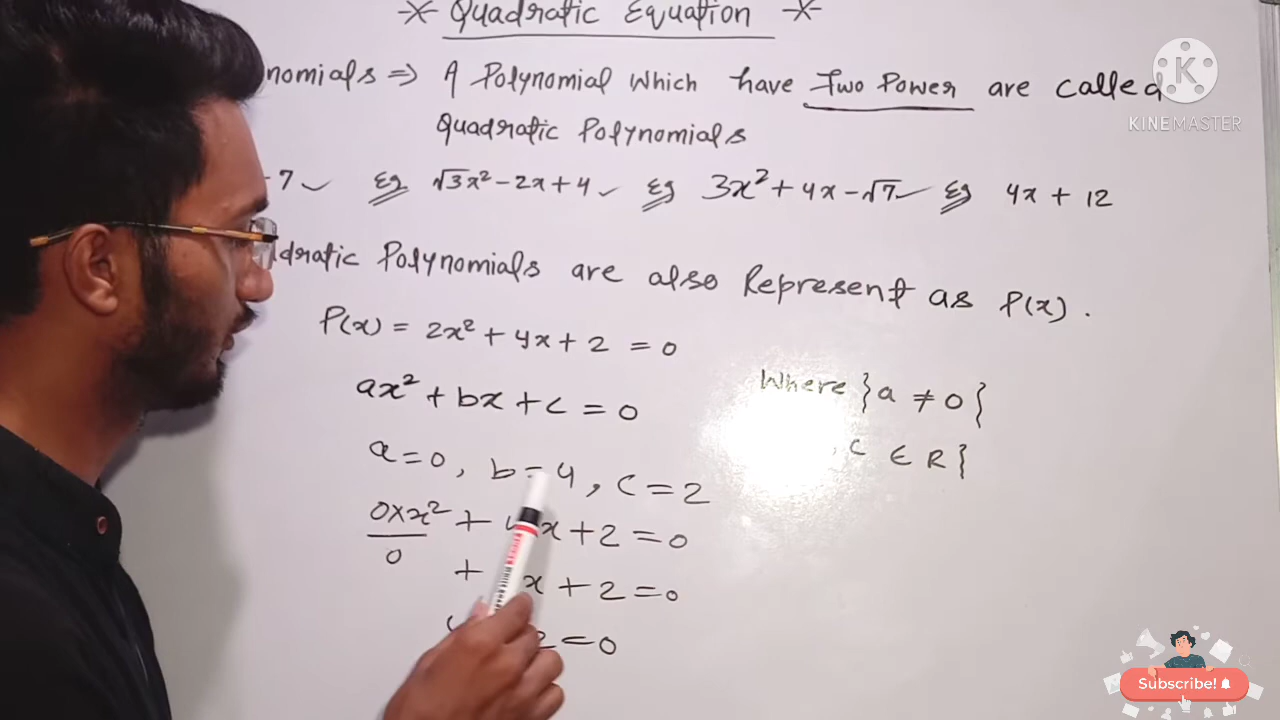 * Quadratic Equation *
nomials ⇒ A Polynomial Which have Two Power are called
Quadratic Polynomials
-7 ✓ Eg √3x² - 2x + 4 ✓ Eg 3x² + 4x - √7 ✓ Eg 4x + 12
dratic Polynomials are also Represent as P(x).
P(x) = 2x² + 4x + 2 = 0
ax² + bx + c = 0
Where }a ≠ 0}
a = 0, b = 4, c = 2
, c ∈ R}
0×x² + x + 2 = 0
0
+ x + 2 = 0
2 = 0
KINEMASTER
Subscribe!